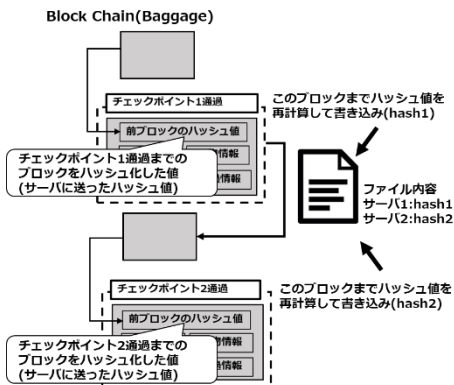 Block Chain(Baggage)
チェックポイント1通過
前ブロックのハッシュ値
情報
情報
チェックポイント1通過までの
ブロックをハッシュ化した値
(サーバに送ったハッシュ値)
このブロックまでハッシュ値を
再計算して書き込み(hash1)
ファイル内容
サーバ1:hash1
サーバ2:hash2
このブロックまでハッシュ値を
再計算して書き込み(hash2)
チェックポイント2通過
前ブロックのハッシュ値
情報
情報
チェックポイント2通過までの
ブロックをハッシュ化した値
(サーバに送ったハッシュ値)